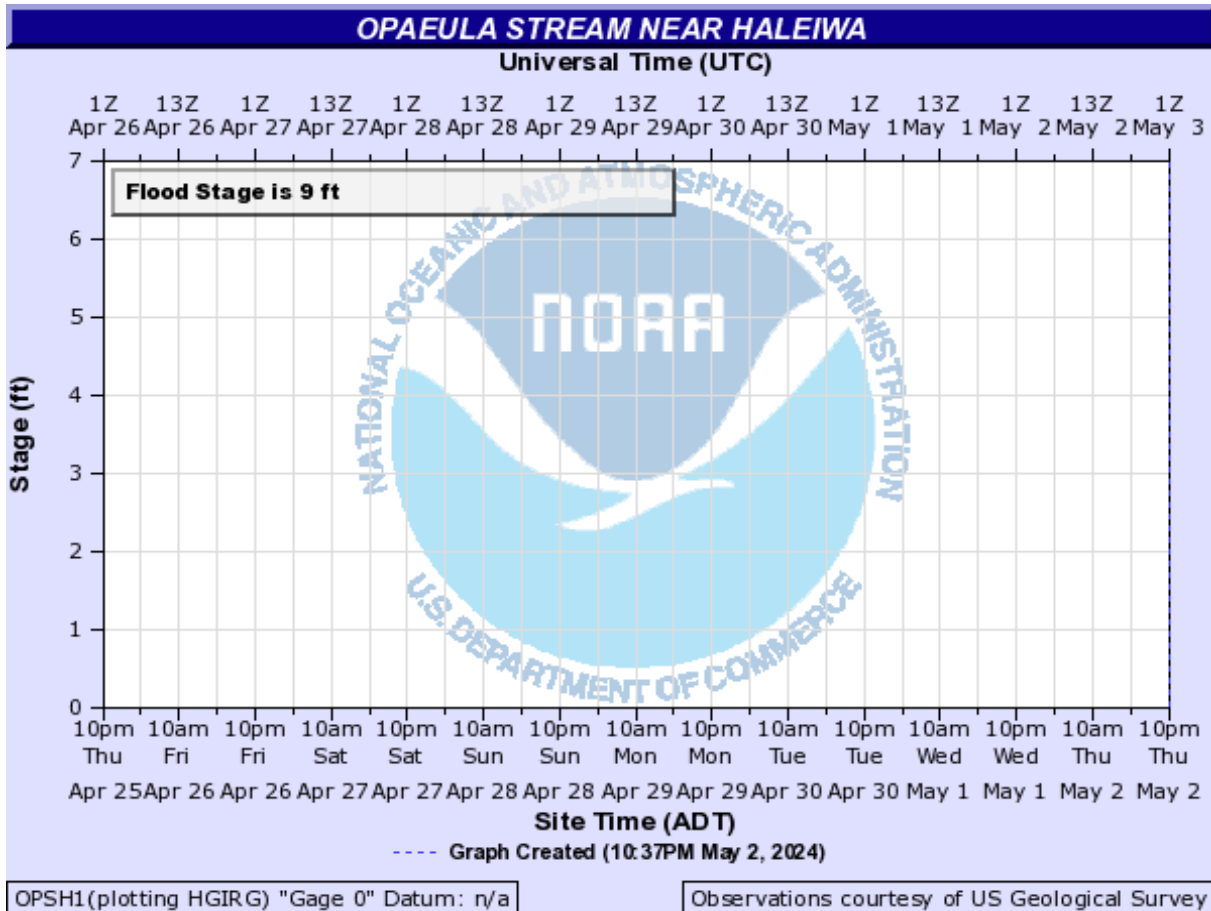 OPAEULA STREAM NEAR HALEIWA
Universal Time (UTC)
1Z 13Z 1Z 13Z 1Z 13Z 1Z 13Z 1Z 13Z 1Z 13Z 1Z 13Z 1Z
Apr 26 Apr 26 Apr 27 Apr 27 Apr 28 Apr 28 Apr 29 Apr 29 Apr 30 Apr 30 May 1 May 1 May 2 May 2 May 3
7
Flood Stage is 9 ft
6
5
4
3
2
1
0
Stage (ft)
NATIONAL OCEANIC AND ATMOSPHERIC ADMINISTRATION
NOAA
U.S. DEPARTMENT OF COMMERCE
10pm 10am 10pm 10am 10pm 10am 10pm 10am 10pm 10am 10pm 10am 10pm 10am 10pm
Thu Fri Fri Sat Sat Sun Sun Mon Mon Tue Tue Wed Wed Thu Thu
Apr 25 Apr 26 Apr 26 Apr 27 Apr 27 Apr 28 Apr 28 Apr 29 Apr 29 Apr 30 Apr 30 May 1 May 1 May 2 May 2
Site Time (ADT)
---- Graph Created (10:37PM May 2, 2024)
OPSH1(plotting HGIRG) "Gage 0" Datum: n/a
Observations courtesy of US Geological Survey